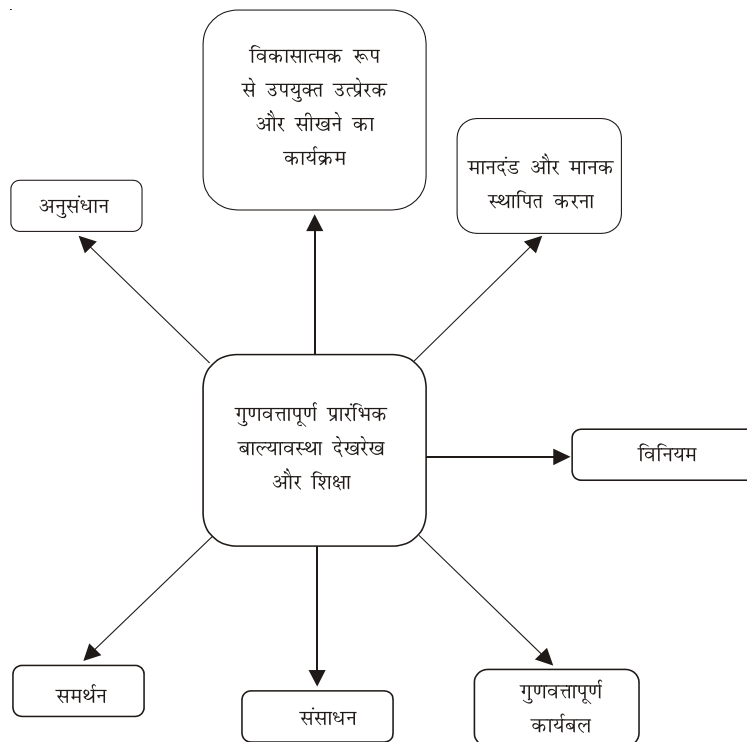 विकासात्मक रूप
से उपयुक्त उत्प्रेरक
और सीखने का
कार्यक्रम
मानदंड और मानक
स्थापित करना
अनुसंधान
गुणवत्तापूर्ण प्रारंभिक
बाल्यावस्था देखरेख
और शिक्षा
विनियम
समर्थन
संसाधन
गुणवत्तापूर्ण
कार्यबल